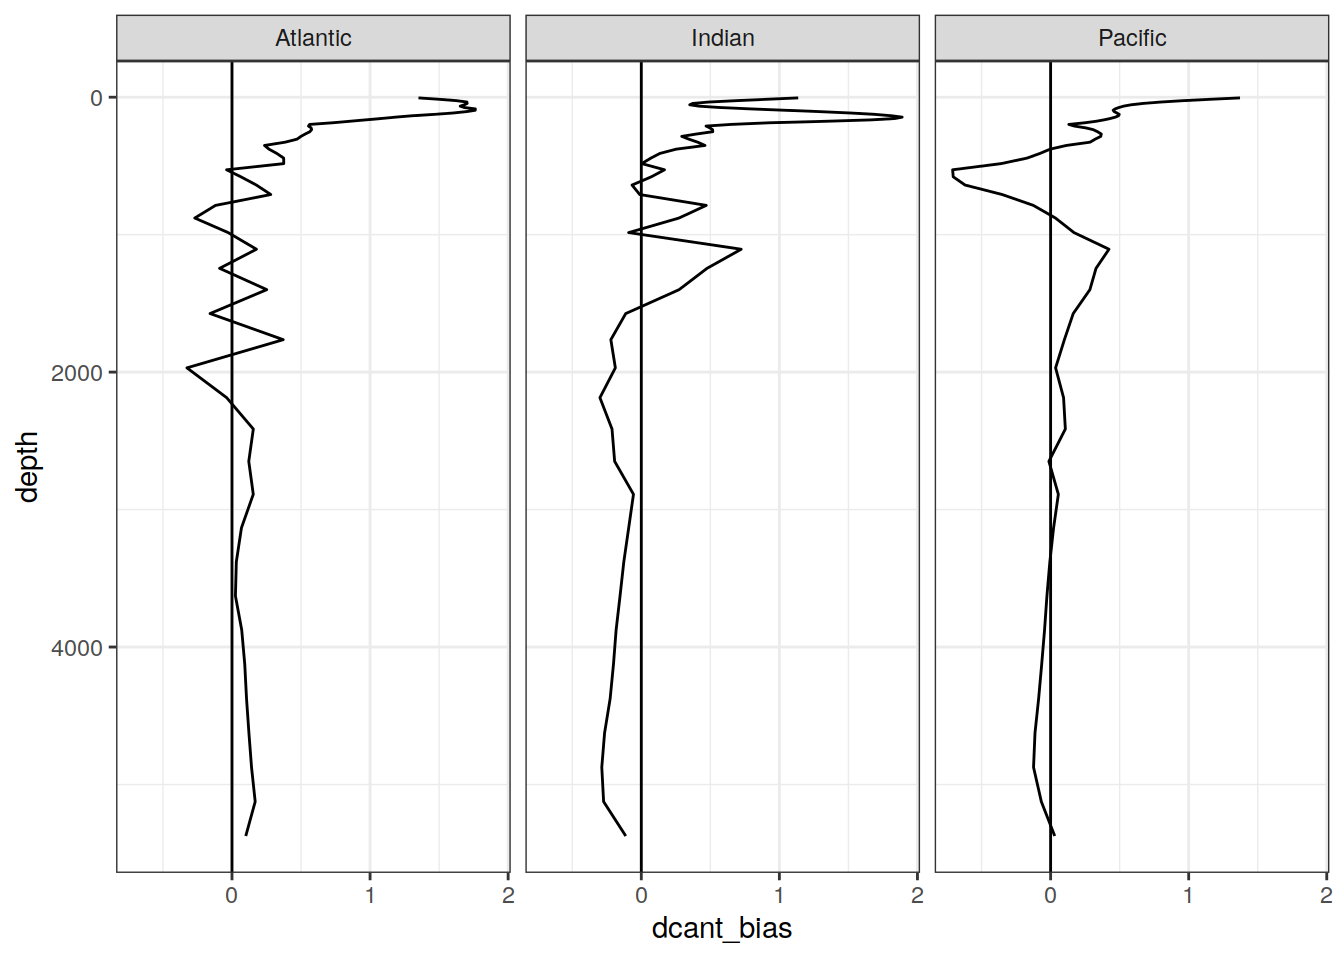 Atlantic Indian Pacific
0
2000
4000
depth
0 1 2 0 1 2 0 1 2
dcant_bias